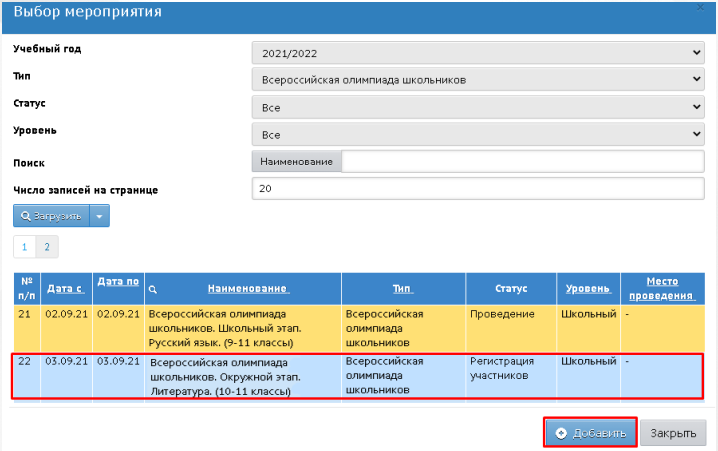 Выбор мероприятия
Учебный год
2021/2022
Тип
Всероссийская олимпиада школьников
Статус
Все
Уровень
Все
Поиск
Наименование
Число записей на странице
20
Загрузить
1 2
№ п/п Дата с Дата по Наименование Тип Статус Уровень Место проведения
21 02.09.21 02.09.21 Всероссийская олимпиада Всероссийская Проведение Школьный -
школьников. Школьный этап. олимпиада
Русский язык. (9-11 классы) школьников
22 03.09.21 03.09.21 Всероссийская олимпиада Всероссийская Регистрация Школьный -
школьников. Окружной этап. олимпиада участников
Литература. (10-11 классы) школьников
Добавить Закрыть